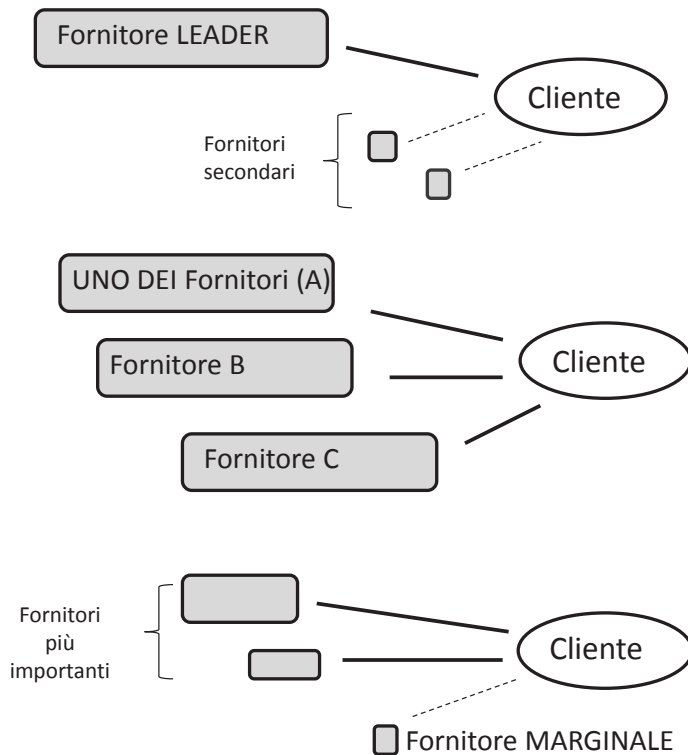 Fornitore LEADER
Cliente
Fornitori
secondari
UNO DEI Fornitori (A)
Fornitore B
Cliente
Fornitore C
Fornitori
più
importanti
Cliente
Fornitore MARGINALE